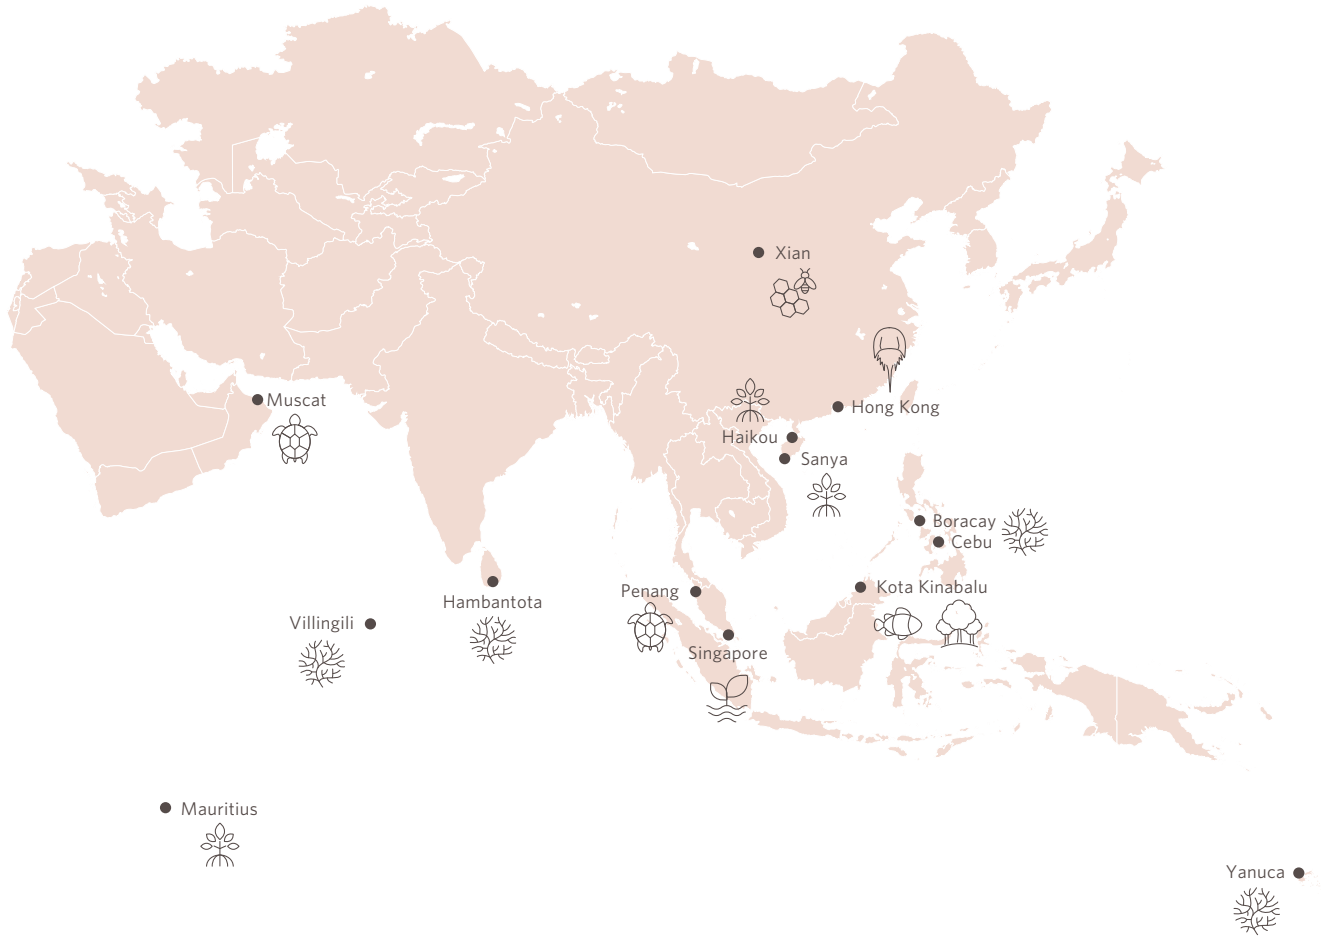 Xian
Muscat
Hong Kong
Haikou
Sanya
Boracay
Cebu
Kota Kinabalu
Penang
Hambantota
Villingili
Singapore
Mauritius
Yanuca